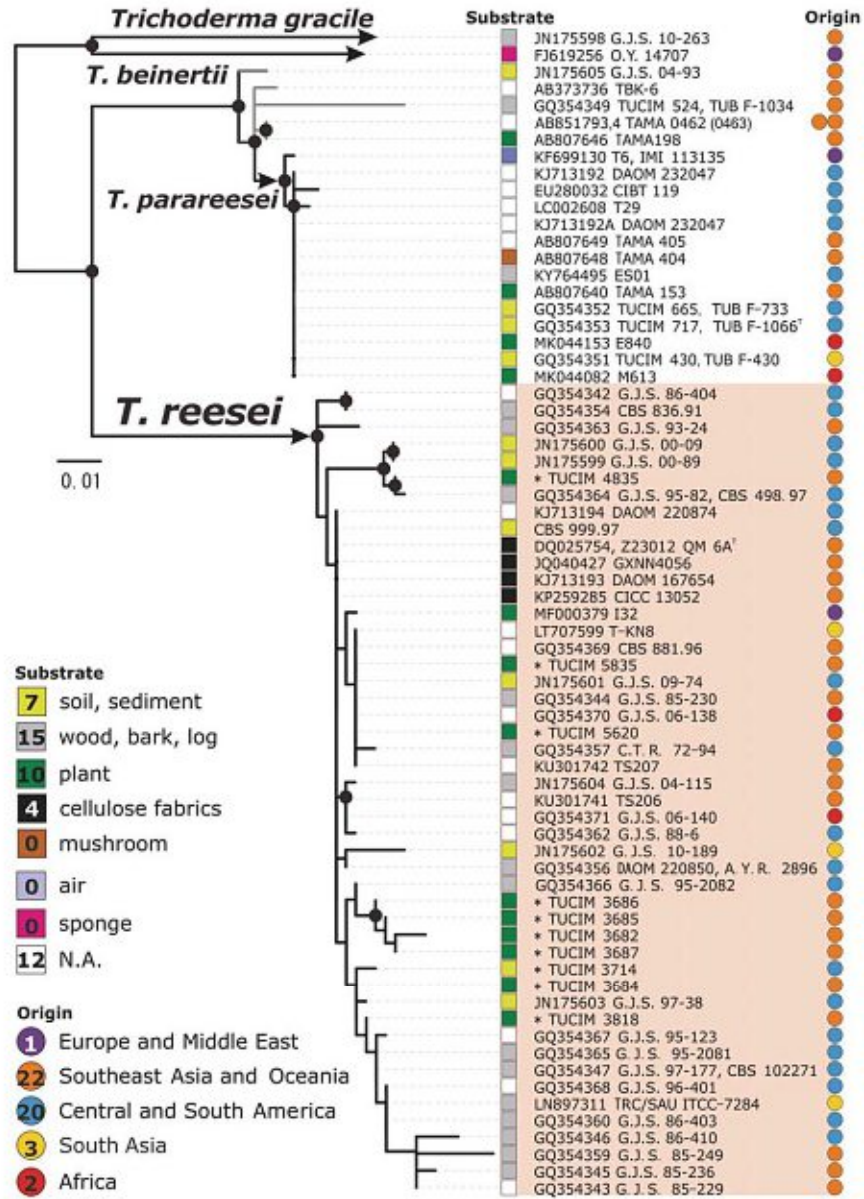 Substrate
Origin
Trichoderma gracile
T. beinertii
T. parareesei
T. reesei
0.01
JN175598 G.J.S. 10-263
FJ619256 O.Y. 14707
JN175605 G.J.S. 04-93
AB373736 TBK-6
GQ354349 TUCIM 524, TUB F-1034
AB851793,4 TAMA 0462 (0463)
AB807646 TAMA198
KF699130 T6, IMI 113135
KJ713192 DAOM 232047
EU280032 CIBT 119
LC002608 T29
KJ713192A DAOM 232047
AB807649 TAMA 405
AB807648 TAMA 404
KY764495 ES01
AB807640 TAMA 153
GQ354352 TUCIM 665, TUB F-733
GQ354353 TUCIM 717, TUB F-1066ᵀ
MK044153 E840
GQ354351 TUCIM 430, TUB F-430
MK044082 M613
GQ354342 G.J.S. 86-404
GQ354354 CBS 836.91
GQ354363 G.J.S. 93-24
JN175600 G.J.S. 00-09
JN175599 G.J.S. 00-89
* TUCIM 4835
GQ354364 G.J.S. 95-82, CBS 498.97
KJ713194 DAOM 220874
CBS 999.97
DQ025754, Z23012 QM 6Aᵀ
JQ040427 GXNN4056
KJ713193 DAOM 167654
KP259285 CICC 13052
MF000379 I32
LT707599 T-KN8
GQ354369 CBS 881.96
* TUCIM 5835
JN175601 G.J.S. 09-74
GQ354344 G.J.S. 85-230
GQ354370 G.J.S. 06-138
* TUCIM 5620
GQ354357 C.T.R. 72-94
KU301742 TS207
JN175604 G.J.S. 04-115
KU301741 TS206
GQ354371 G.J.S. 06-140
GQ354362 G.J.S. 88-6
JN175602 G.J.S. 10-189
GQ354356 DAOM 220850, A.Y.R. 2896
GQ354366 G.J.S. 95-2082
* TUCIM 3686
* TUCIM 3685
* TUCIM 3682
* TUCIM 3687
* TUCIM 3714
* TUCIM 3684
JN175603 G.J.S. 97-38
* TUCIM 3818
GQ354367 G.J.S. 95-123
GQ354365 G.J.S. 95-2081
GQ354347 G.J.S. 97-177, CBS 102271
GQ354368 G.J.S. 96-401
LN897311 TRC/SAU ITCC-7284
GQ354360 G.J.S. 86-403
GQ354346 G.J.S. 86-410
GQ354359 G.J.S. 85-249
GQ354345 G.J.S. 85-236
GQ354343 G.J.S. 85-229
Substrate
7 soil, sediment
15 wood, bark, log
10 plant
4 cellulose fabrics
0 mushroom
0 air
0 sponge
12 N.A.
Origin
1 Europe and Middle East
22 Southeast Asia and Oceania
20 Central and South America
3 South Asia
2 Africa